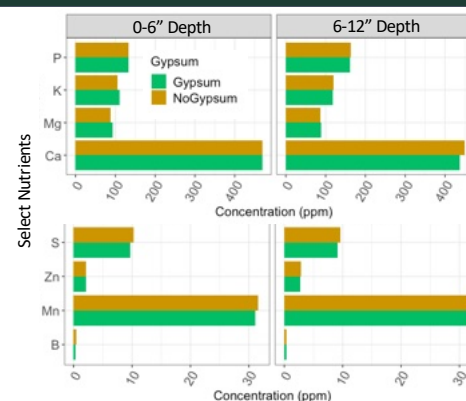 0-6” Depth 6-12” Depth
Gypsum
Gypsum
NoGypsum
P
K
Mg
Ca
0 100 200 300 400 0 100 200 300 400
Concentration (ppm)
Select Nutrients
S
Zn
Mn
B
0 10 20 30 0 10 20 30
Concentration (ppm)